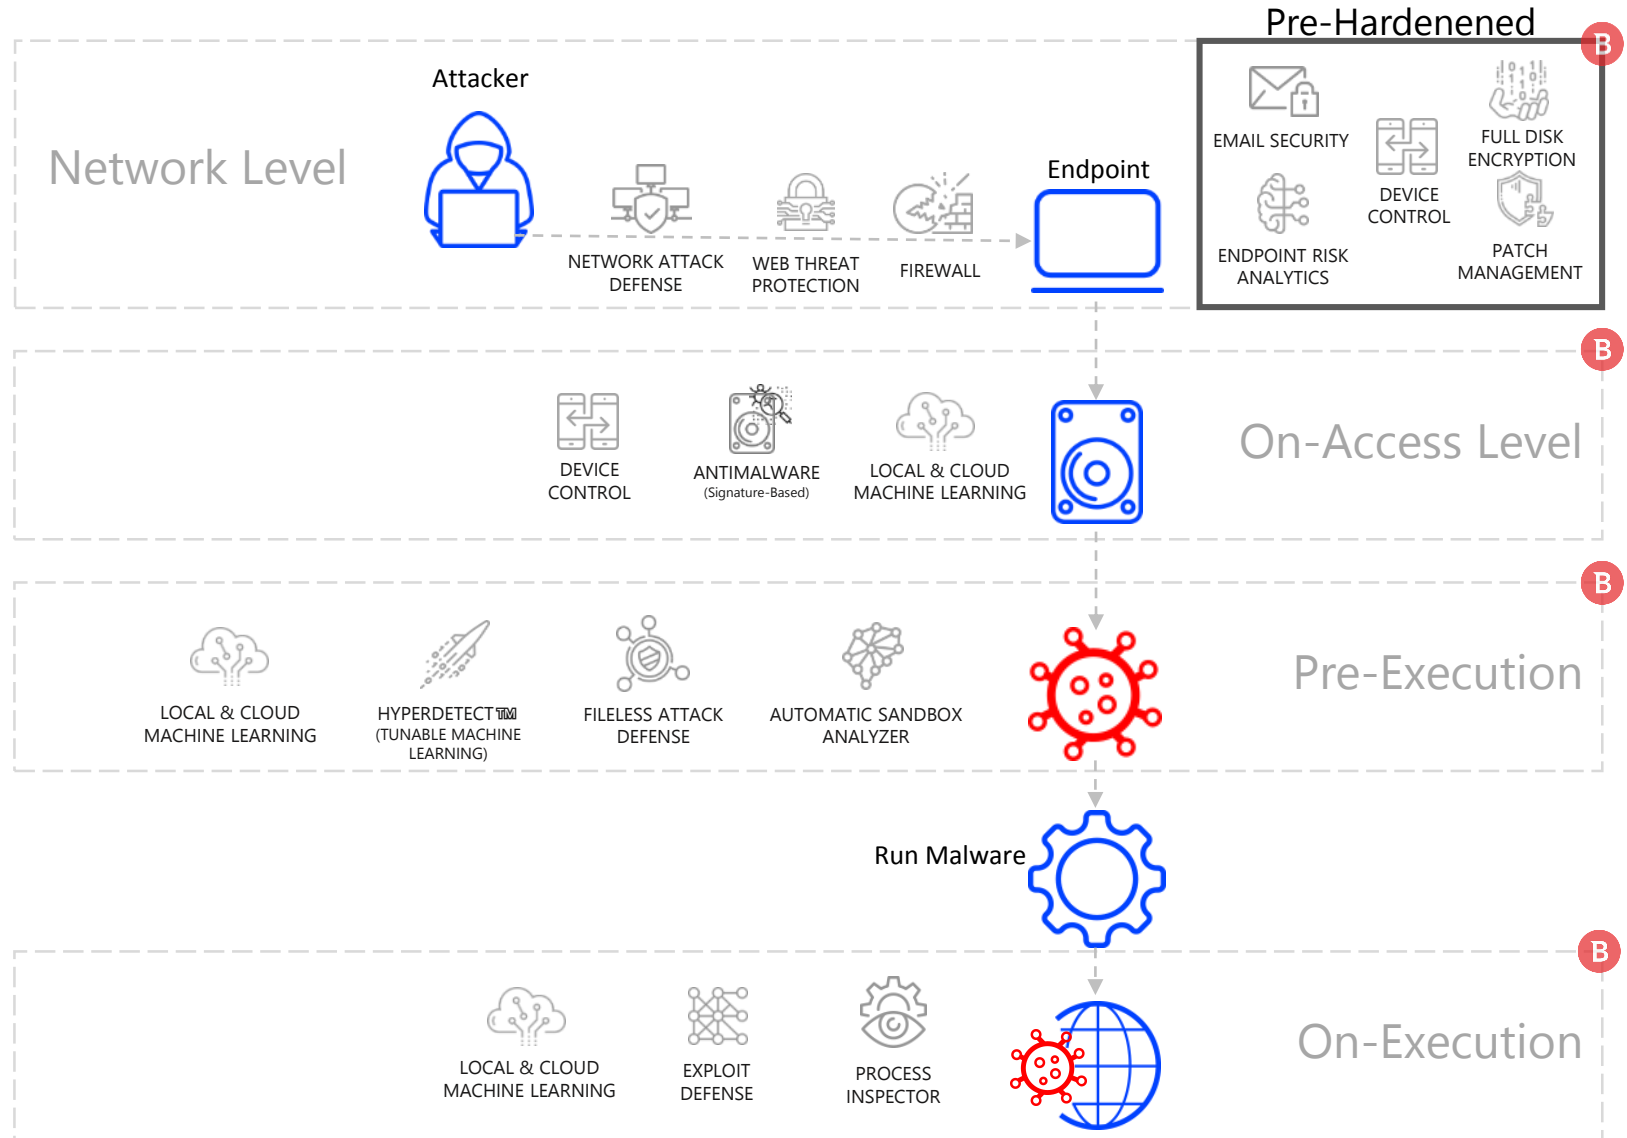 Pre-Hardenened
B
Attacker
Network Level
Endpoint
EMAIL SECURITY
FULL DISK
ENCRYPTION
DEVICE
CONTROL
NETWORK ATTACK
DEFENSE
WEB THREAT
PROTECTION
FIREWALL
ENDPOINT RISK
ANALYTICS
PATCH
MANAGEMENT
B
On-Access Level
DEVICE
CONTROL
ANTIMALWARE
(Signature-Based)
LOCAL & CLOUD
MACHINE LEARNING
B
Pre-Execution
LOCAL & CLOUD
MACHINE LEARNING
HYPERDETECT™
(TUNABLE MACHINE
LEARNING)
FILELESS ATTACK
DEFENSE
AUTOMATIC SANDBOX
ANALYZER
Run Malware
B
On-Execution
LOCAL & CLOUD
MACHINE LEARNING
EXPLOIT
DEFENSE
PROCESS
INSPECTOR